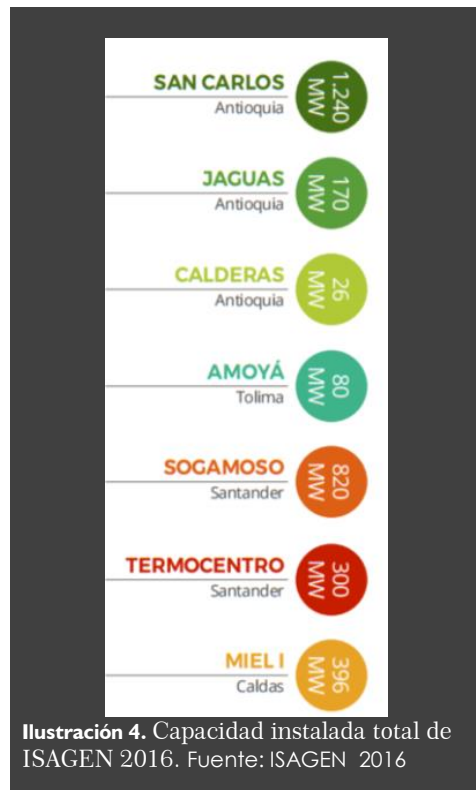 SAN CARLOS
Antioquia
1.240
MW
JAGUAS
Antioquia
170
MW
CALDERAS
Antioquia
26
MW
AMOYÁ
Tolima
80
MW
SOGAMOSO
Santander
820
MW
TERMOCENTRO
Santander
300
MW
MIEL I
Caldas
396
MW
Ilustración 4. Capacidad instalada total de
ISAGEN 2016. Fuente: ISAGEN 2016